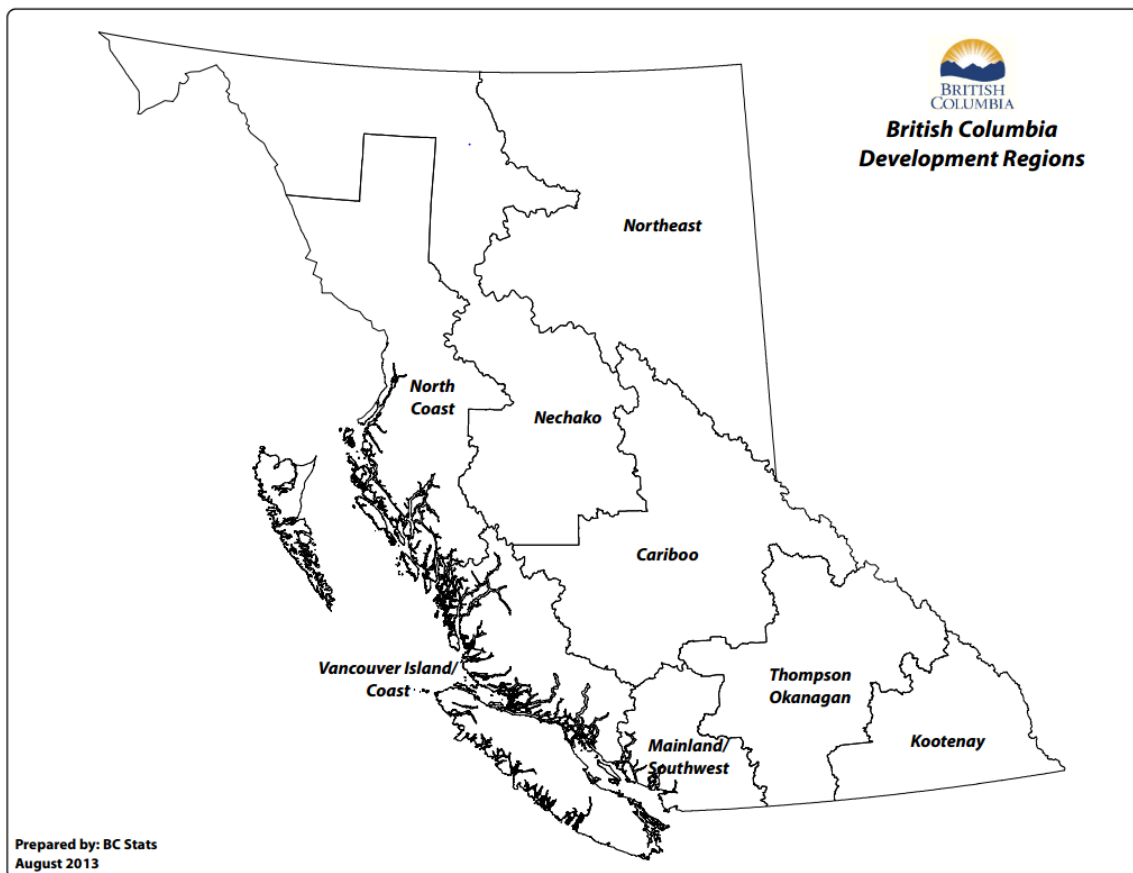 BRITISH
COLUMBIA
British Columbia
Development Regions
Northeast
North
Coast
Nechako
Cariboo
Vancouver Island/
Coast
Thompson
Okanagan
Mainland/
Southwest
Kootenay
Prepared by: BC Stats
August 2013